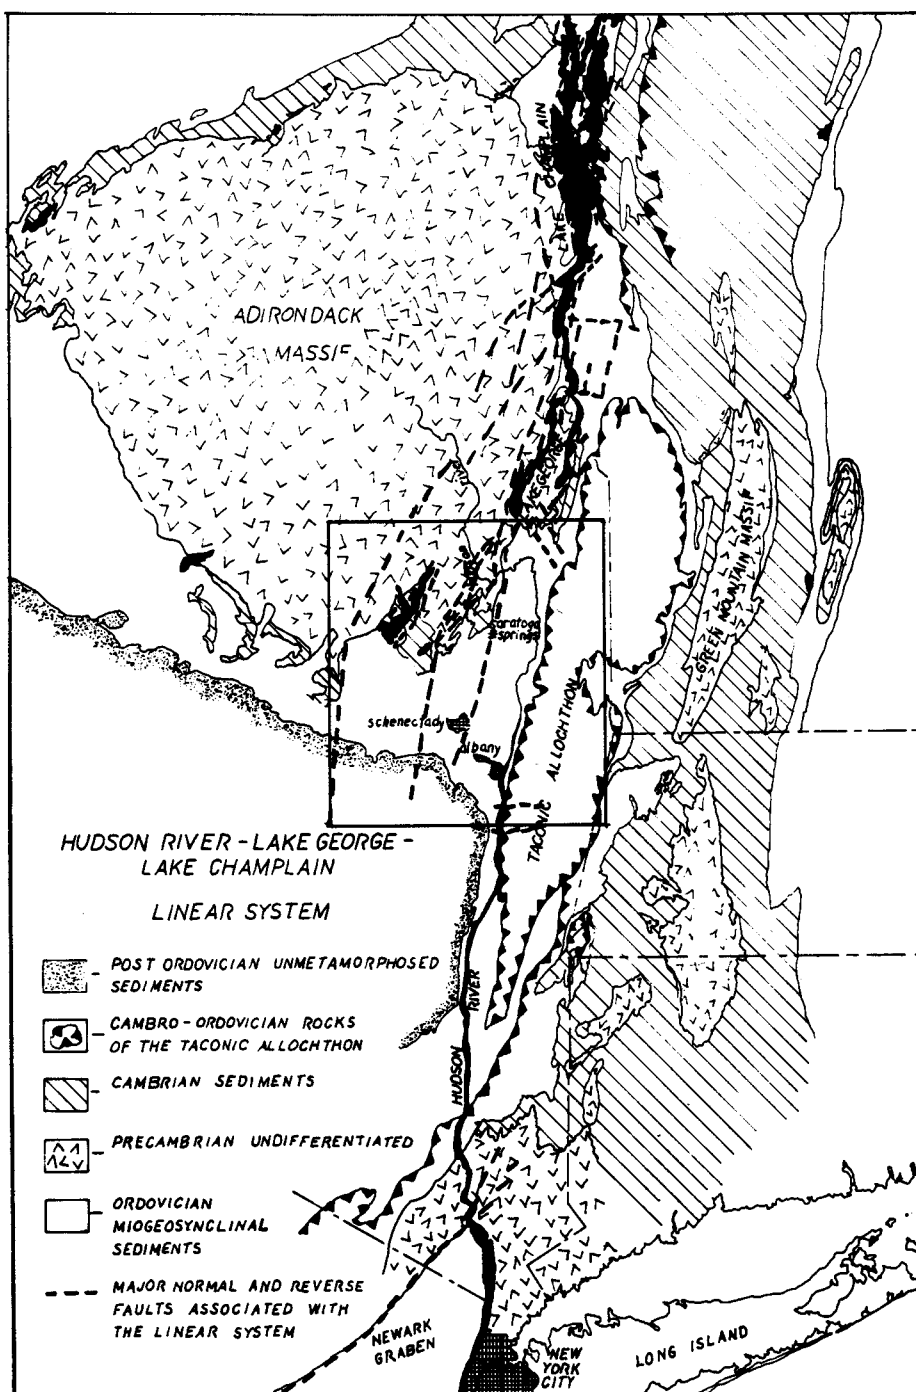 LAKE CHAMPLAIN
ADIRONDACK
MASSIF
LAKE GEORGE
GREEN MOUNTAIN MASSIF
saratoga
springs
schenectady
albany
TACONIC ALLOCHTHON
HUDSON RIVER
HUDSON RIVER - LAKE GEORGE -
LAKE CHAMPLAIN
LINEAR SYSTEM
POST ORDOVICIAN UNMETAMORPHOSED
SEDIMENTS
CAMBRO-ORDOVICIAN ROCKS
OF THE TACONIC ALLOCHTHON
CAMBRIAN SEDIMENTS
PRECAMBRIAN UNDIFFERENTIATED
ORDOVICIAN
MIOGEOSYNCLINAL
SEDIMENTS
MAJOR NORMAL AND REVERSE
FAULTS ASSOCIATED WITH
THE LINEAR SYSTEM
NEWARK
GRABEN
NEW
YORK
CITY
LONG ISLAND